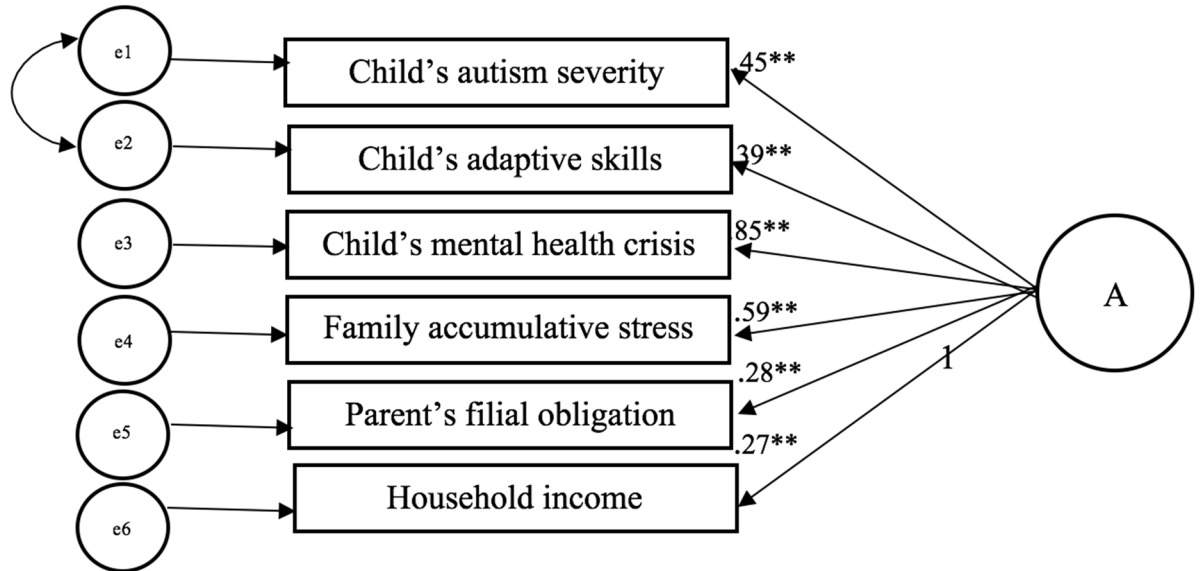 e1
Child's autism severity
.45**
e2
Child's adaptive skills
.39**
e3
Child's mental health crisis
.85**
A
e4
Family accumulative stress
.59**
1
e5
Parent's filial obligation
.28**
e6
Household income
.27**